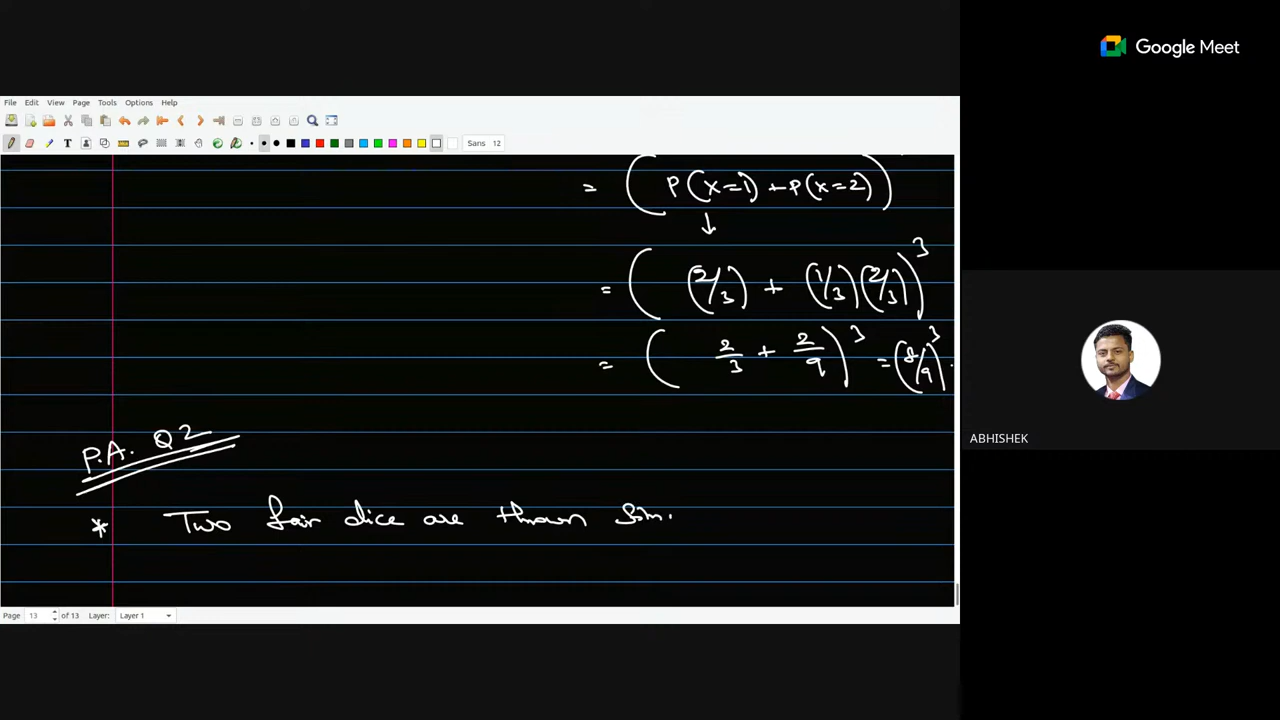 Google Meet
File Edit View Page Tools Options Help
Sans 12
= ( P(X=1) + P(X=2) )
↓
= ( (2/3) + (1/3)(2/3) )^3
= ( 2/3 + 2/9 )^3 = (8/9)^3.
P.A. Q2
* Two fair dice are thrown Sim.
ABHISHEK
Page 13 of 13 Layer: Layer 1